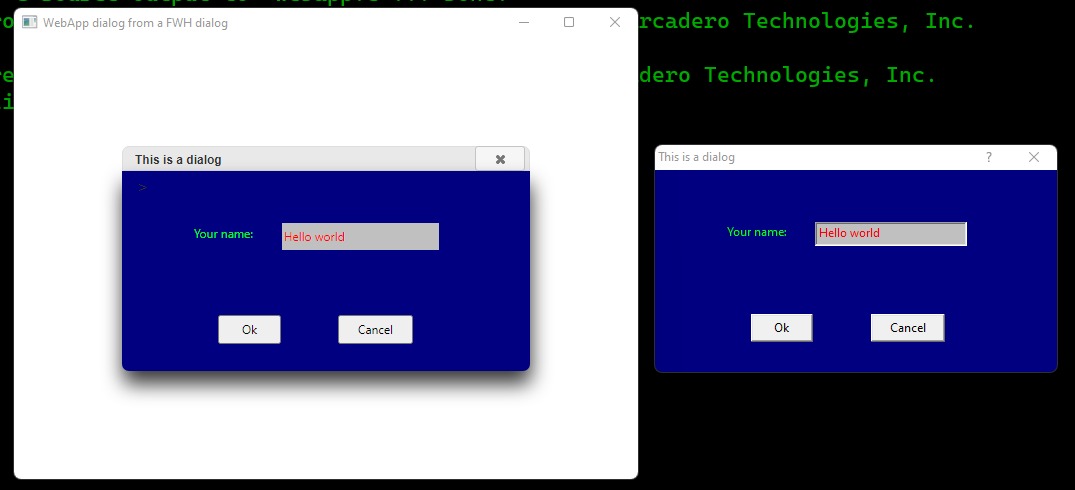 rcadero Technologies, Inc.
WebApp dialog from a FWH dialog
dero Technologies, Inc.
This is a dialog
>
Your name:
Hello world
Ok
Cancel
This is a dialog
?
Your name:
Hello world
Ok
Cancel